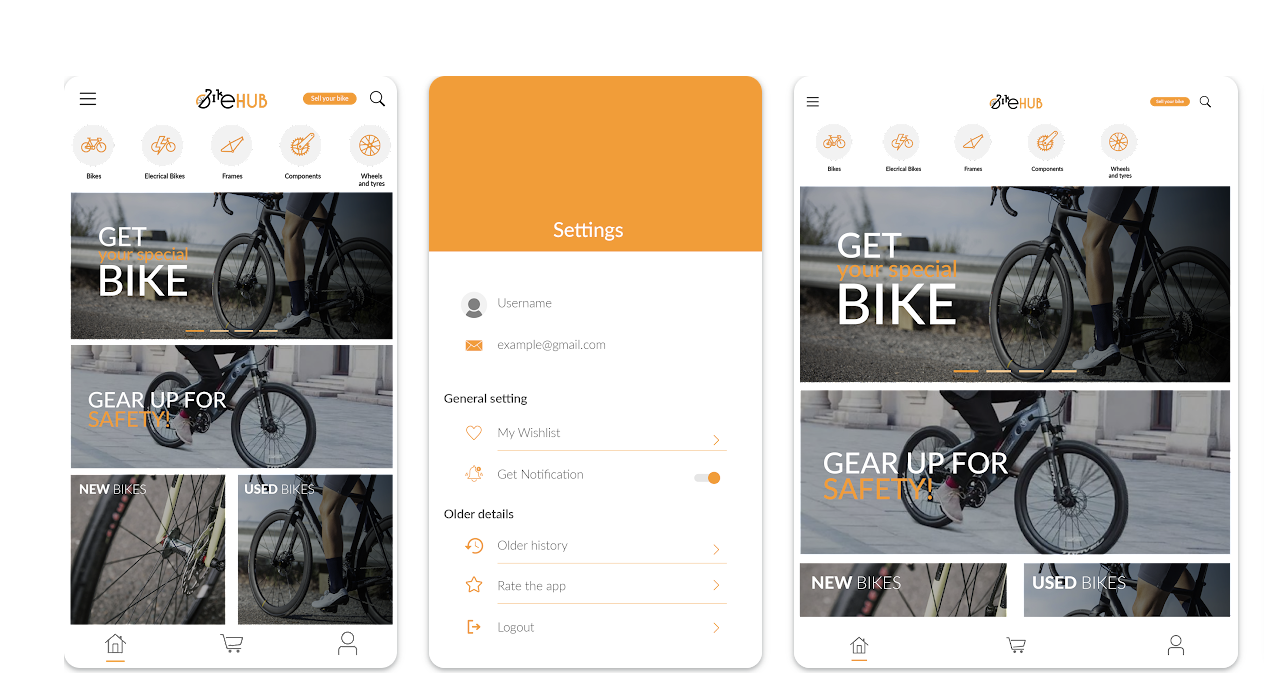 BikeHUB
Sell your bike
Bikes
Elecrical Bikes
Frames
Components
Wheels
and tyres
GET
your special
BIKE
GEAR UP FOR
SAFETY!
NEW BIKES
USED BIKES
Settings
Username
example@gmail.com
General setting
My Wishlist
Get Notification
Older details
Older history
Rate the app
Logout
BikeHUB
Sell your bike
Bikes
Elecrical Bikes
Frames
Components
Wheels
and tyres
GET
your special
BIKE
GEAR UP FOR
SAFETY!
NEW BIKES
USED BIKES